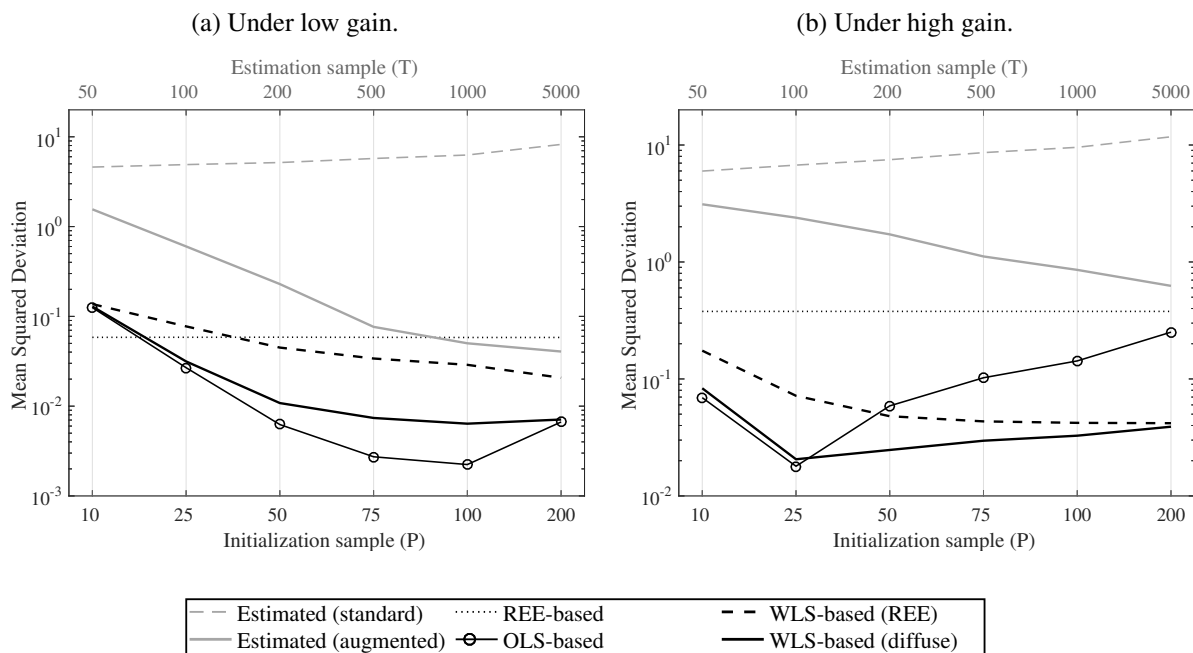 (a) Under low gain.
(b) Under high gain.
Estimation sample (T)
50 100 200 500 1000 5000
Mean Squared Deviation
10^1
10^0
10^-1
10^-2
10^-3
10 25 50 75 100 200
Initialization sample (P)
Estimation sample (T)
50 100 200 500 1000 5000
Mean Squared Deviation
10^1
10^0
10^-1
10^-2
10 25 50 75 100 200
Initialization sample (P)
Estimated (standard) REE-based WLS-based (REE)
Estimated (augmented) OLS-based WLS-based (diffuse)